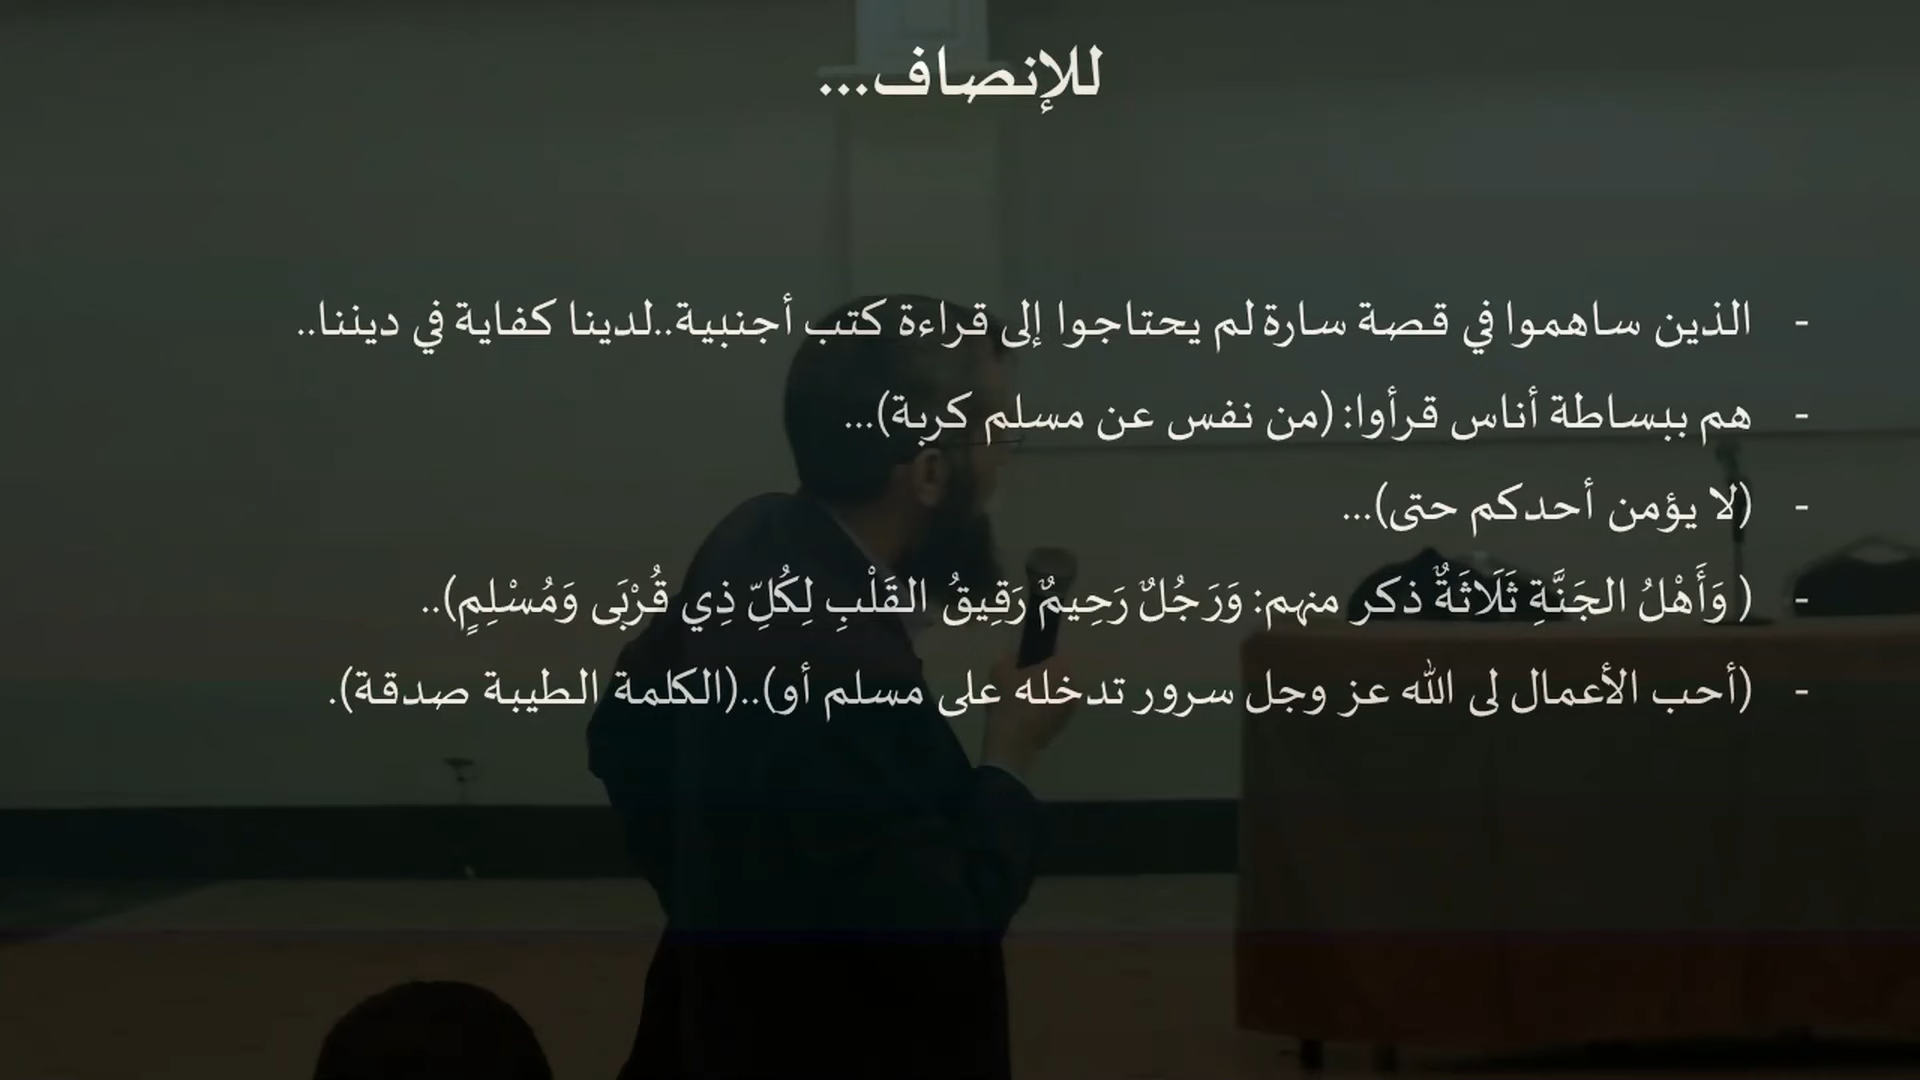 للإنصاف...
- الذين ساهموا في قصة سارة لم يحتاجوا إلى قراءة كتب أجنبية..لدينا كفاية في ديننا..
- هم ببساطة أناس قرأوا: (من نفس عن مسلم كربة)...
- (لا يؤمن أحدكم حتى)...
- ( وَأَهْلُ الجَنَّةِ ثَلَاثَةٌ ذكر منهم: وَرَجُلٌ رَحِيمٌ رَقِيقُ القَلْبِ لِكُلِّ ذِي قُرْبَى وَمُسْلِمٍ)..
- (أحب الأعمال لى الله عز وجل سرور تدخله على مسلم أو)..(الكلمة الطيبة صدقة).